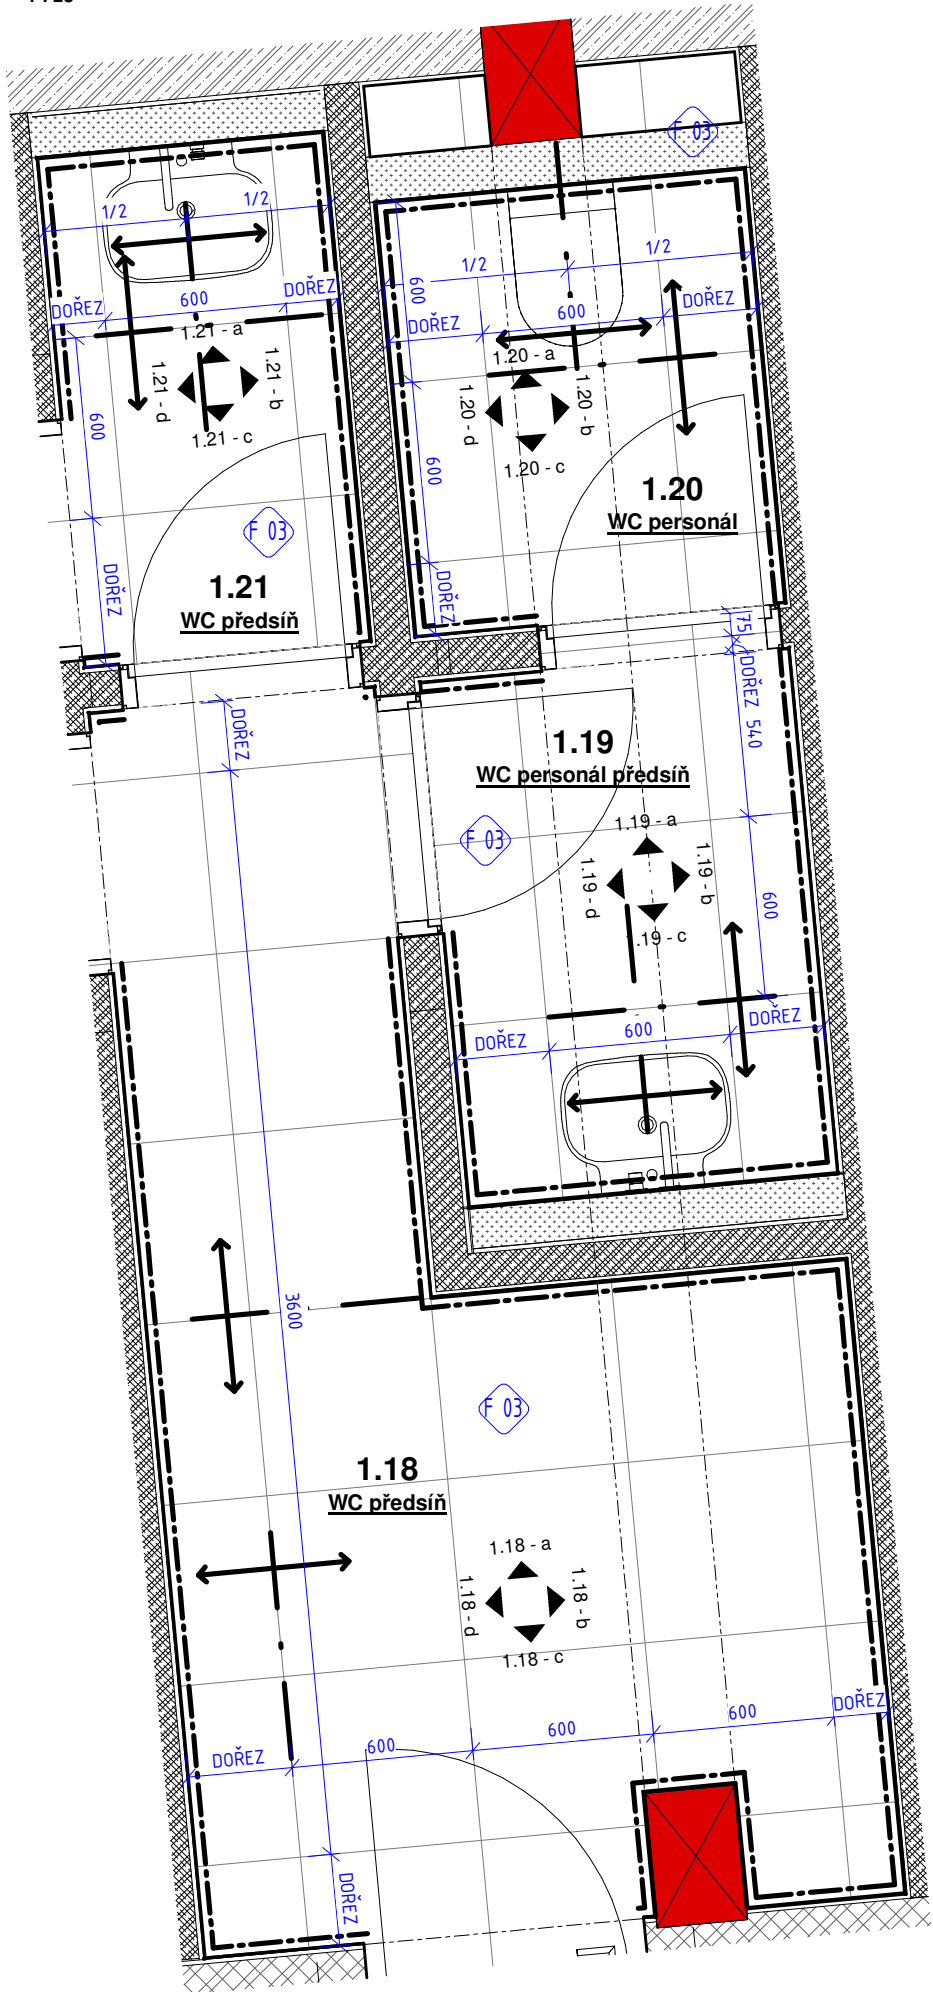 F 03
1/2
1/2
1/2
1/2
600
DOŘEZ
600
DOŘEZ
DOŘEZ
600
DOŘEZ
1.21 - a
1.21 - b
1.21 - c
1.21 - d
1.20 - a
1.20 - b
1.20 - c
1.20 - d
600
600
1.20
WC personál
F 03
DOŘEZ
DOŘEZ
1.21
WC předsíň
75
DOŘEZ
DOŘEZ 540
1.19
WC personál předsíň
F 03
1.19 - a
1.19 - b
1.19 - c
1.19 - d
600
DOŘEZ
600
DOŘEZ
3600
F 03
1.18
WC předsíň
1.18 - a
1.18 - b
1.18 - c
1.18 - d
DOŘEZ
600
600
600
DOŘEZ
DOŘEZ